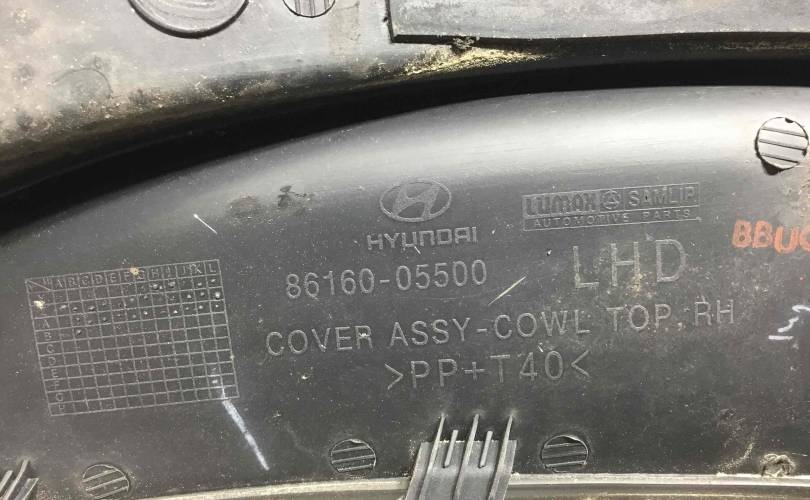 HYUNDAI
LUMAX SAMLIP
AUTOMOTIVE PARTS
86160-05500 LHD
COVER ASSY-COWL TOP RH
>PP+T40<